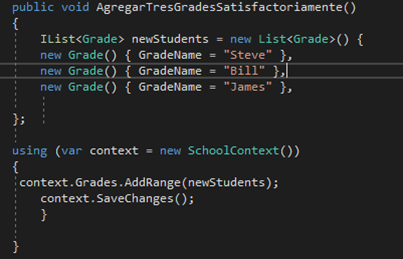 public void AgregarTresGradesSatisfactoriamente()
{
IList<Grade> newStudents = new List<Grade>() {
new Grade() { GradeName = "Steve" },
new Grade() { GradeName = "Bill" },
new Grade() { GradeName = "James" },
};
using (var context = new SchoolContext())
{
context.Grades.AddRange(newStudents);
context.SaveChanges();
}
}